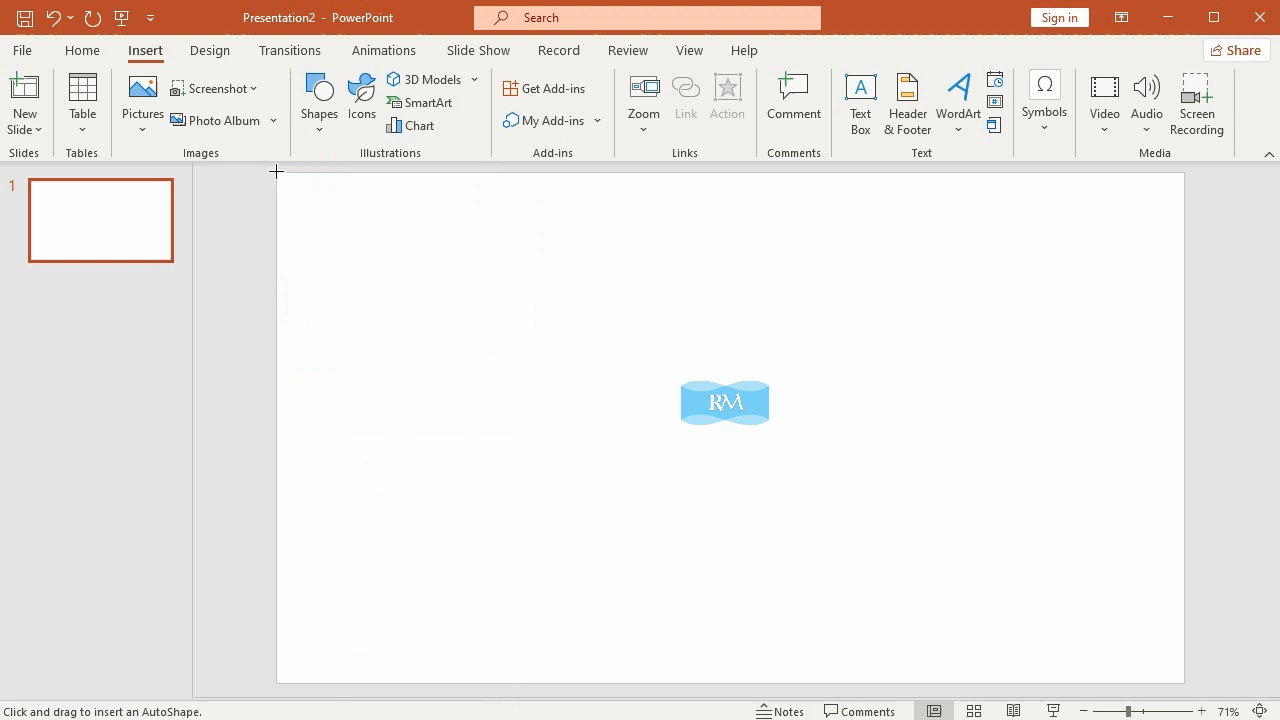 Presentation2 - PowerPoint
Search
Sign in
File Home Insert Design Transitions Animations Slide Show Record Review View Help
Share
New Slide
Table
Pictures
Screenshot
Photo Album
Shapes
Icons
3D Models
SmartArt
Chart
Get Add-ins
My Add-ins
Zoom
Link
Action
Comment
Text Box
Header & Footer
WordArt
Ω
Symbols
Video
Audio
Screen Recording
Slides Tables Images Illustrations Add-ins Links Comments Text Media
1
RM
Click and drag to insert an AutoShape.
Notes Comments 71%